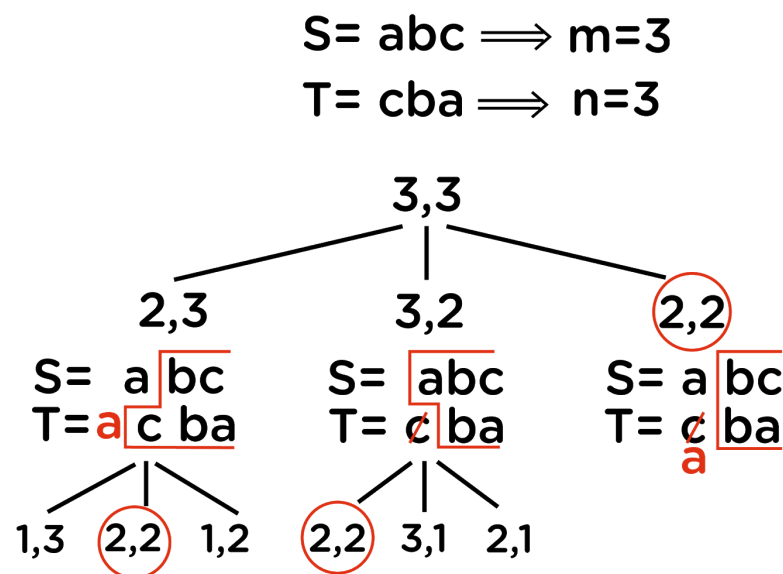 S= abc ⟹ m=3
T= cba ⟹ n=3
3,3
2,3 3,2 2,2
S= a bc S= abc S= a bc
T= a c ba T= c ba T= c ba
a
1,3 2,2 1,2 2,2 3,1 2,1